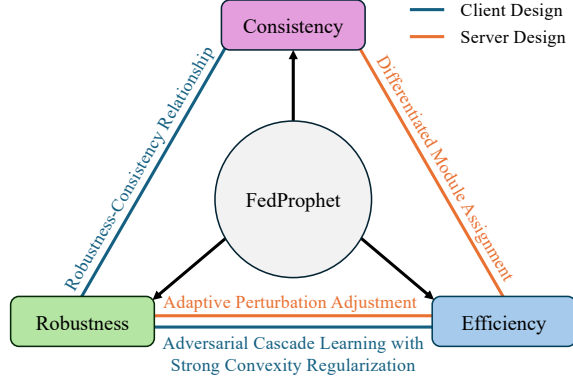 Client Design
Consistency
Server Design
Robustness-Consistency Relationship
Differentiated Module Assignment
FedProphet
Adaptive Perturbation Adjustment
Robustness
Efficiency
Adversarial Cascade Learning with
Strong Convexity Regularization